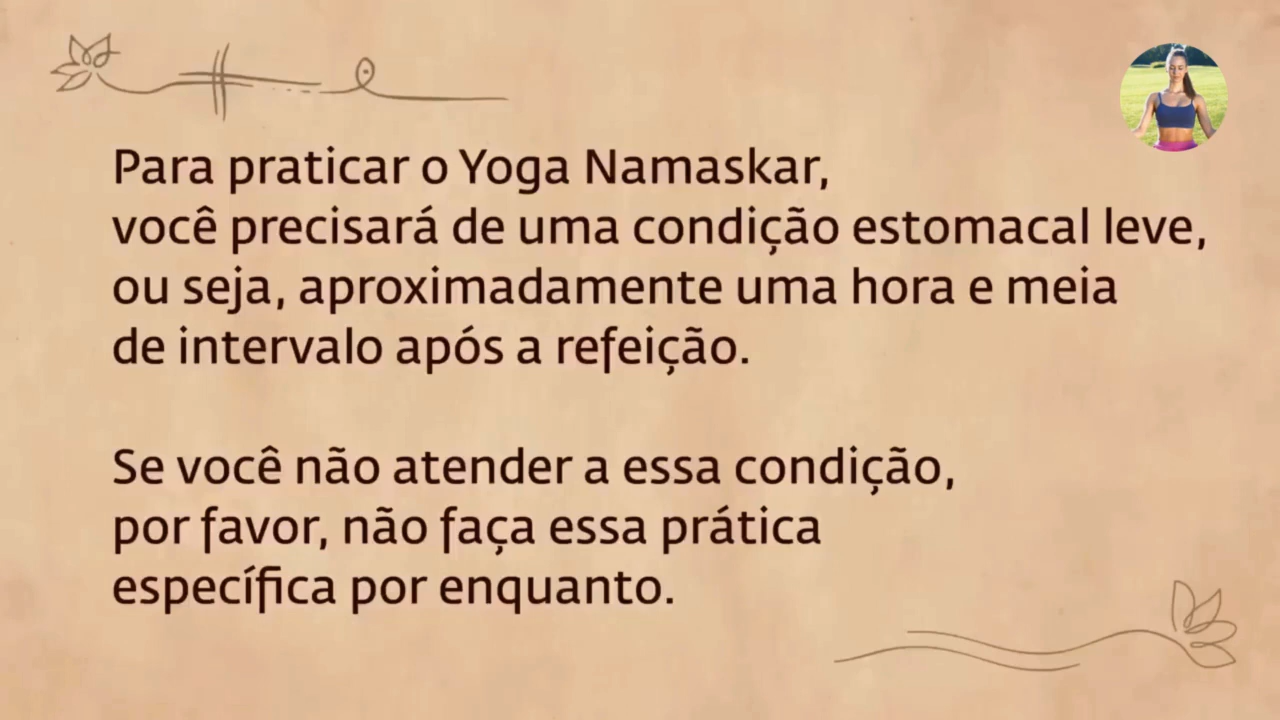 Para praticar o Yoga Namaskar,
você precisará de uma condição estomacal leve,
ou seja, aproximadamente uma hora e meia
de intervalo após a refeição.
Se você não atender a essa condição,
por favor, não faça essa prática
específica por enquanto.